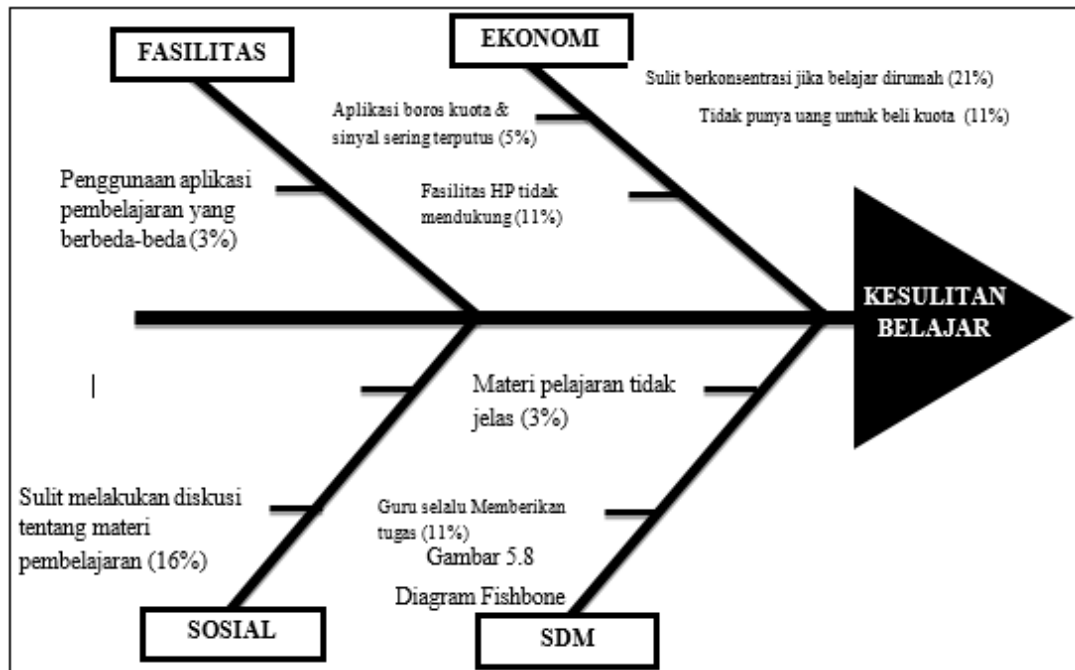 FASILITAS
EKONOMI
Sulit berkonsentrasi jika belajar dirumah (21%)
Aplikasi boros kuota &
sinyal sering terputus (5%)
Tidak punya uang untuk beli kuota (11%)
Penggunaan aplikasi
pembelajaran yang
berbeda-beda (3%)
Fasilitas HP tidak
mendukung (11%)
KESULITAN
BELAJAR
Materi pelajaran tidak
jelas (3%)
Sulit melakukan diskusi
tentang materi
pembelajaran (16%)
Guru selalu Memberikan
tugas (11%)
Gambar 5.8
Diagram Fishbone
SOSIAL
SDM